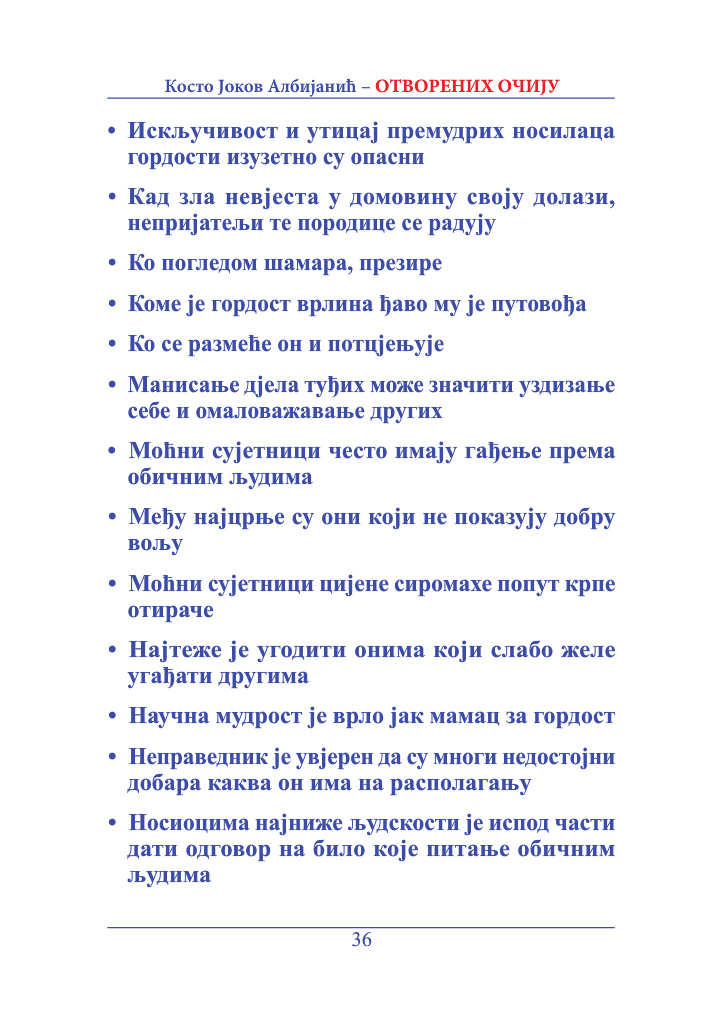 Косто Јоков Албијанић – ОТВОРЕНИХ ОЧИЈУ
• Искључивост и утицај премудрих носилаца
гордости изузетно су опасни
• Кад зла невјеста у домовину своју долази,
непријатељи те породице се радују
• Ко погледом шамара, презире
• Коме је гордост врлина ђаво му је путовођа
• Ко се размеће он и потцјењује
• Манисање дјела туђих може значити уздизање
себе и омаловажавање других
• Моћни сујетници често имају гађење према
обичним људима
• Међу најцрње су они који не показују добру
вољу
• Моћни сујетници цијене сиромахе попут крпе
отираче
• Најтеже је угодити онима који слабо желе
угађати другима
• Научна мудрост је врло јак мамац за гордост
• Неправедник је увјерен да су многи недостојни
добара каква он има на располагању
• Носиоцима најниже људскости је испод части
дати одговор на било које питање обичним
људима
36